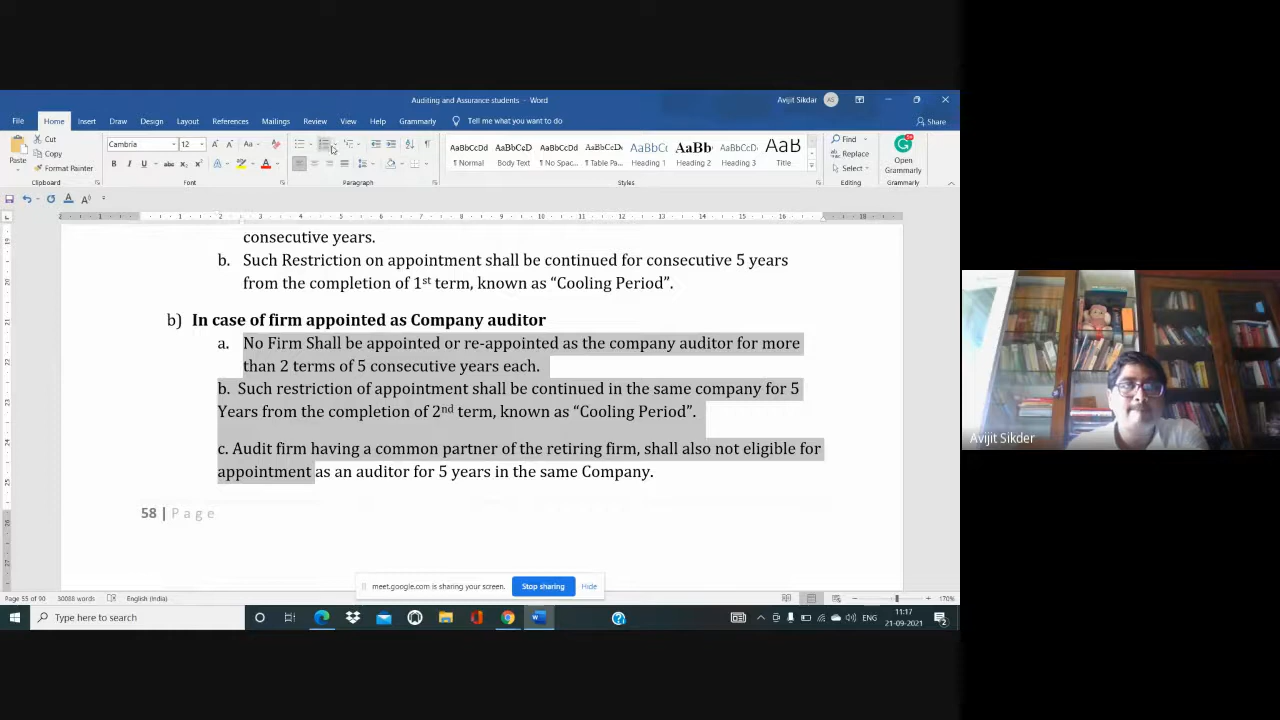 Auditing and Assurance students - Word
Avijit Sikdar AS
File Home Insert Draw Design Layout References Mailings Review View Help Grammarly Tell me what you want to do Share
Cut
Copy
Format Painter
Paste
Clipboard
Cambria 12
Font
Paragraph
AaBbCcDd AaBbCcD AaBbCcDd AaBbCcDd AaBbC AaBb AaBbCcD AaB
¶ Normal Body Text ¶ No Spac... ¶ Table Pa... Heading 1 Heading 2 Heading 3 Title
Styles
Find
Replace
Select
Editing
Open Grammarly
Grammarly
consecutive years.
b. Such Restriction on appointment shall be continued for consecutive 5 years
from the completion of 1st term, known as “Cooling Period”.
b) In case of firm appointed as Company auditor
a. No Firm Shall be appointed or re-appointed as the company auditor for more
than 2 terms of 5 consecutive years each.
b. Such restriction of appointment shall be continued in the same company for 5
Years from the completion of 2nd term, known as “Cooling Period”.
c. Audit firm having a common partner of the retiring firm, shall also not eligible for
appointment as an auditor for 5 years in the same Company.
58 | Page
meet.google.com is sharing your screen. Stop sharing Hide
Page 55 of 90 30088 words English (India) 170%
Type here to search
ENG
11:17
21-09-2021
Avijit Sikder